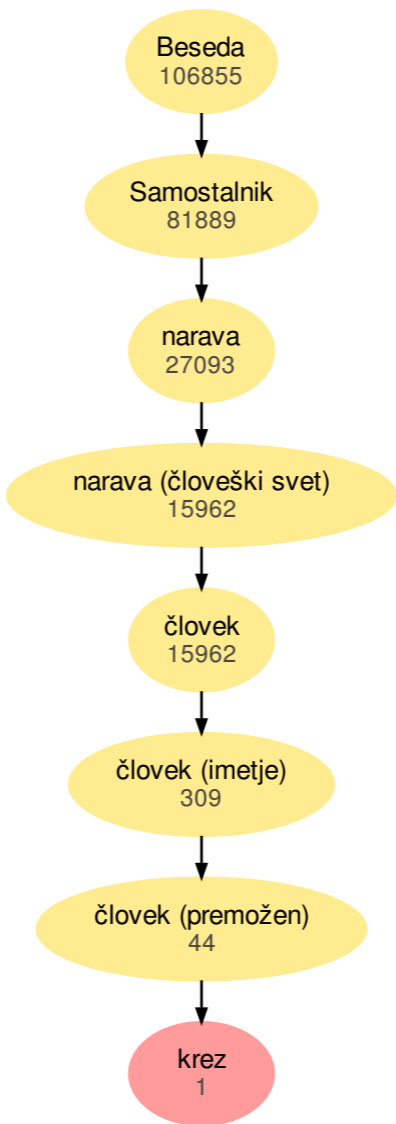 Beseda
106855
Samostalnik
81889
narava
27093
narava (človeški svet)
15962
človek
15962
človek (imetje)
309
človek (premožen)
44
krez
1